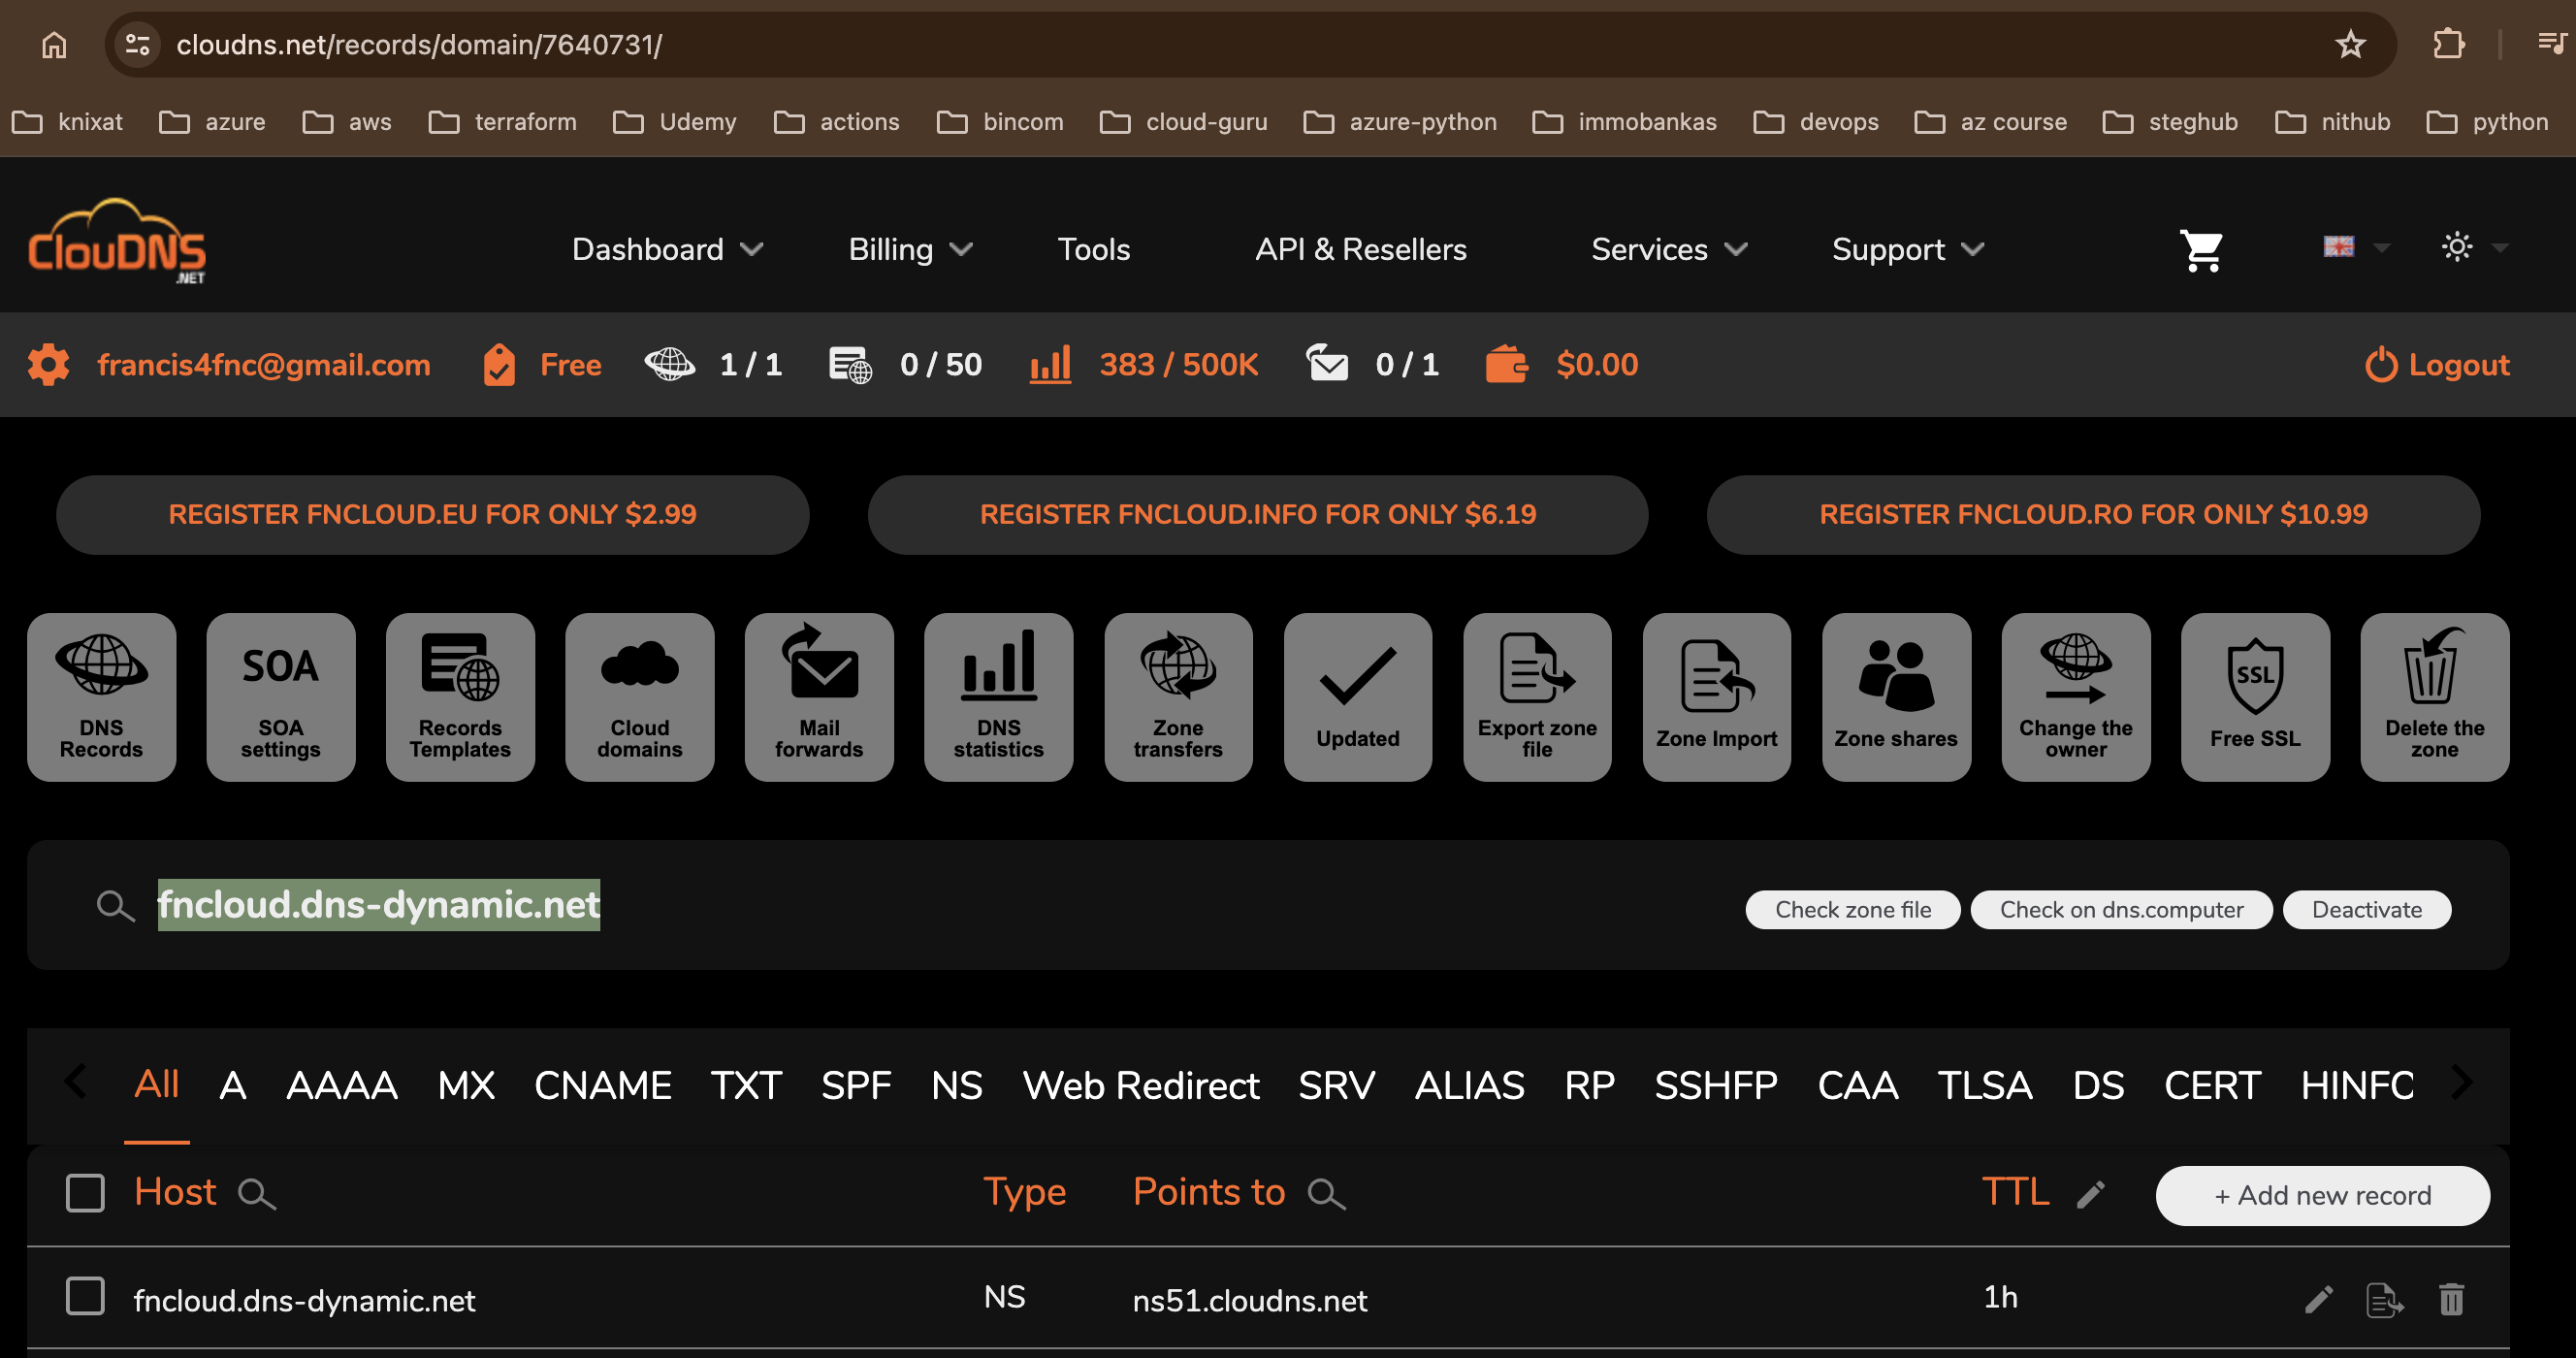 cloudns.net/records/domain/7640731/
knixat azure aws terraform Udemy actions bincom cloud-guru azure-python immobankas devops az course steghub nithub python
ClouDNS .NET
Dashboard Billing Tools API & Resellers Services Support
francis4fnc@gmail.com Free 1 / 1 0 / 50 383 / 500K 0 / 1 $0.00 Logout
REGISTER FNCLOUD.EU FOR ONLY $2.99 REGISTER FNCLOUD.INFO FOR ONLY $6.19 REGISTER FNCLOUD.RO FOR ONLY $10.99
DNS Records
SOA SOA settings
Records Templates
Cloud domains
Mail forwards
DNS statistics
Zone transfers
Updated
Export zone file
Zone Import
Zone shares
Change the owner
SSL Free SSL
Delete the zone
fncloud.dns-dynamic.net Check zone file Check on dns.computer Deactivate
All A AAAA MX CNAME TXT SPF NS Web Redirect SRV ALIAS RP SSHFP CAA TLSA DS CERT HINFO
Host Type Points to TTL + Add new record
fncloud.dns-dynamic.net NS ns51.cloudns.net 1h